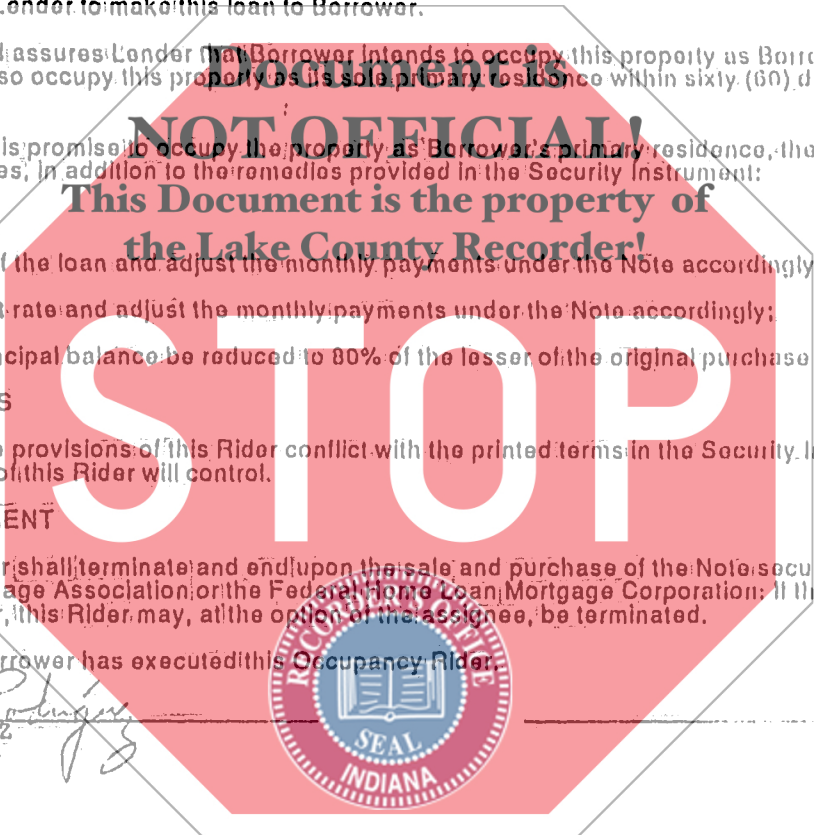 Lender to make this loan to Borrower.
assures Lender that Borrower intends to occupy this property as Borro
so occupy this property as its sole primary residence within sixty (60) d
Document is
NOT OFFICIAL!
is promise to occupy the property as Borrower's primary residence, the
es, in addition to the remedies provided in the Security Instrument:
This Document is the property of
the Lake County Recorder!
f the loan and adjust the monthly payments under the Note accordingly
rate and adjust the monthly payments under the Note accordingly;
ncipal balance be reduced to 80% of the lesser of the original purchase
STOP
S
provisions of this Rider conflict with the printed terms in the Security I
of this Rider will control.
ENT
r shall terminate and end upon the sale and purchase of the Note secu
age Association or the Federal Home Loan Mortgage Corporation. If th
r, this Rider may, at the option of the assignee, be terminated.
rrower has executed this Occupancy Rider.
RECORDER'S OFFICE
SEAL
INDIANA